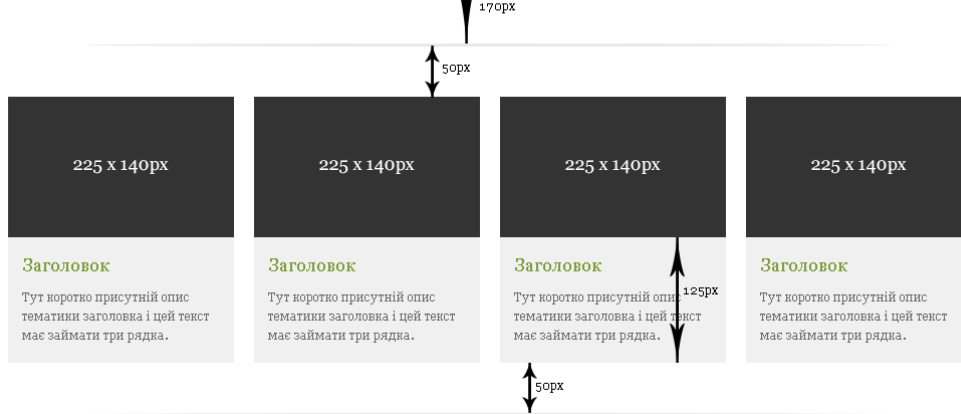 170px
50px
225 x 140px 225 x 140px 225 x 140px 225 x 140px
Заголовок Заголовок Заголовок Заголовок
125px
Тут коротко присутній опис Тут коротко присутній опис Тут коротко присутній опис Тут коротко присутній опис
тематики заголовка і цей текст тематики заголовка і цей текст тематики заголовка і цей текст тематики заголовка і цей текст
має займати три рядка. має займати три рядка. має займати три рядка. має займати три рядка.
50px